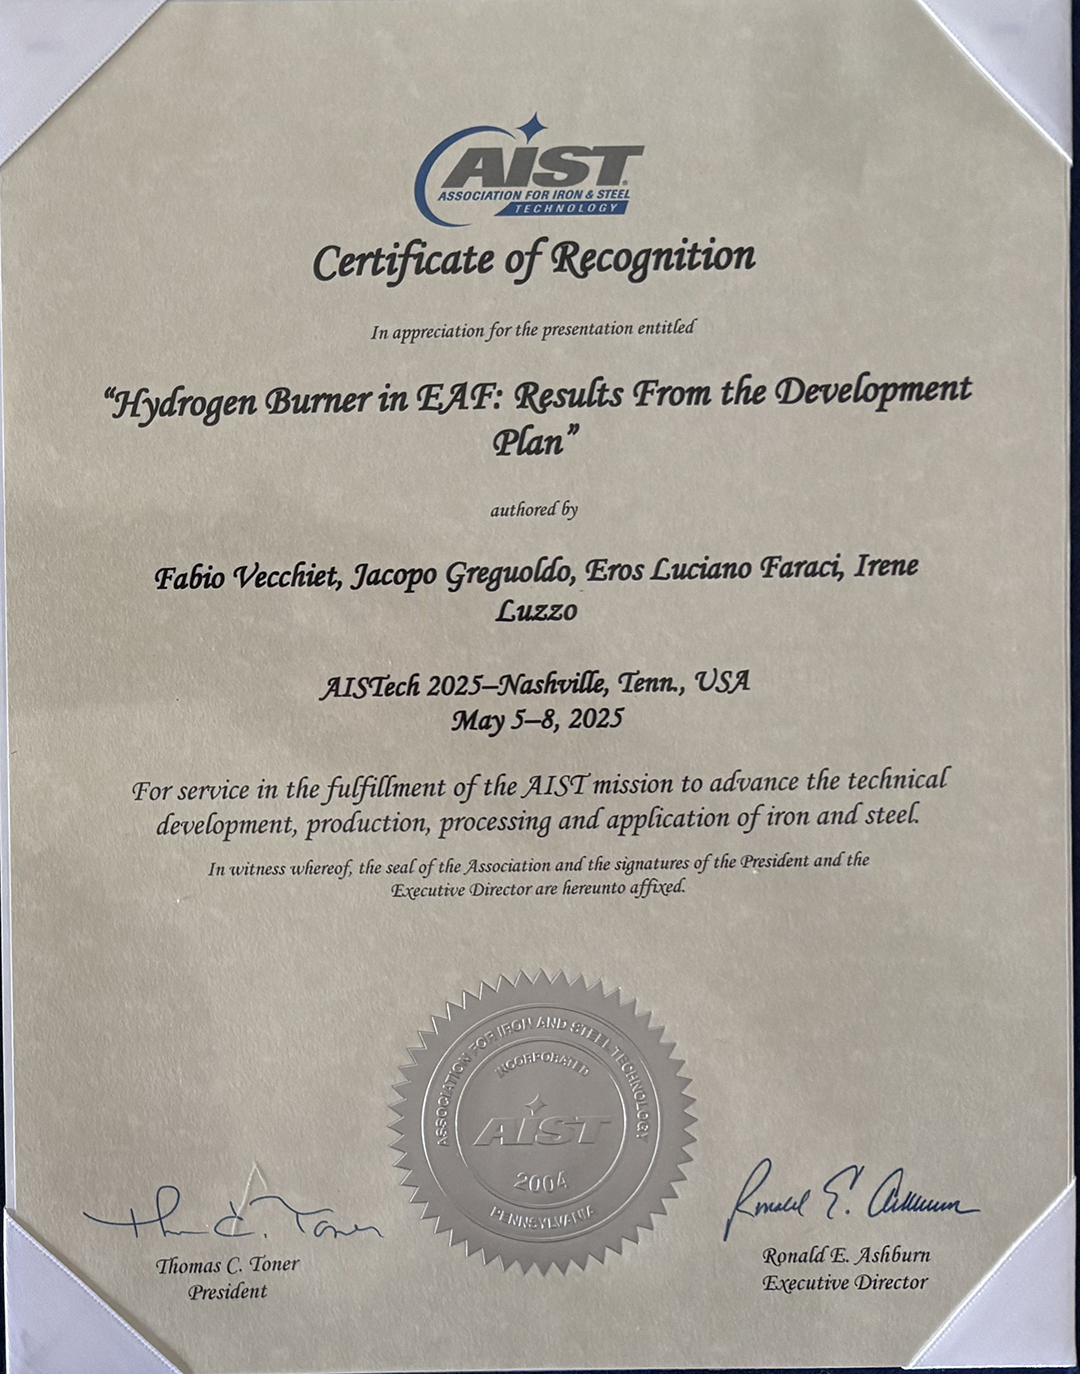 AIST
ASSOCIATION FOR IRON & STEEL
TECHNOLOGY
Certificate of Recognition
In appreciation for the presentation entitled
“Hydrogen Burner in EAF: Results From the Development
Plan”
authored by
Fabio Vecchiet, Jacopo Greguoldo, Eros Luciano Faraci, Irene
Luzzo
AISTech 2025–Nashville, Tenn., USA
May 5–8, 2025
For service in the fulfillment of the AIST mission to advance the technical
development, production, processing and application of iron and steel.
In witness whereof, the seal of the Association and the signatures of the President and the
Executive Director are hereunto affixed.
ASSOCIATION FOR IRON AND STEEL TECHNOLOGY
INCORPORATED
AIST
2004
PENNSYLVANIA
Thom C. Toner
Thomas C. Toner
President
Ronald E. Ashburn
Ronald E. Ashburn
Executive Director